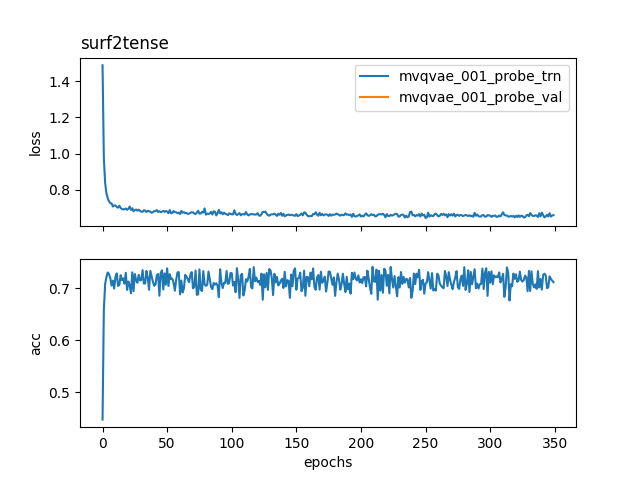 surf2tense
1.4
1.2
1.0
0.8
loss
mvqvae_001_probe_trn
mvqvae_001_probe_val
0.7
0.6
0.5
acc
0 50 100 150 200 250 300 350
epochs